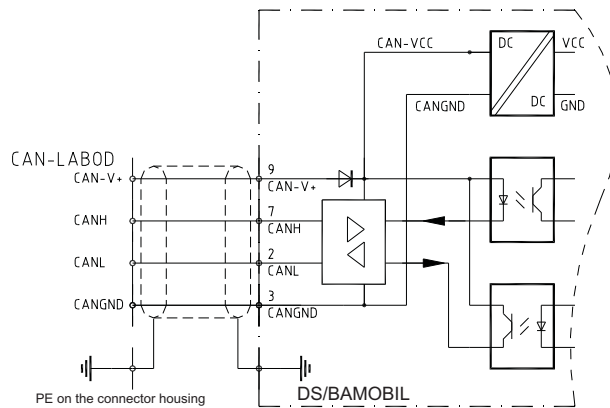 CAN-VCC
DC
VCC
CANGND
DC
GND
CAN-LABOD
CAN-V+
9
CAN-V+
CANH
7
CANH
CANL
2
CANL
CANGND
3
CANGND
PE on the connector housing
DS/BAMOBIL